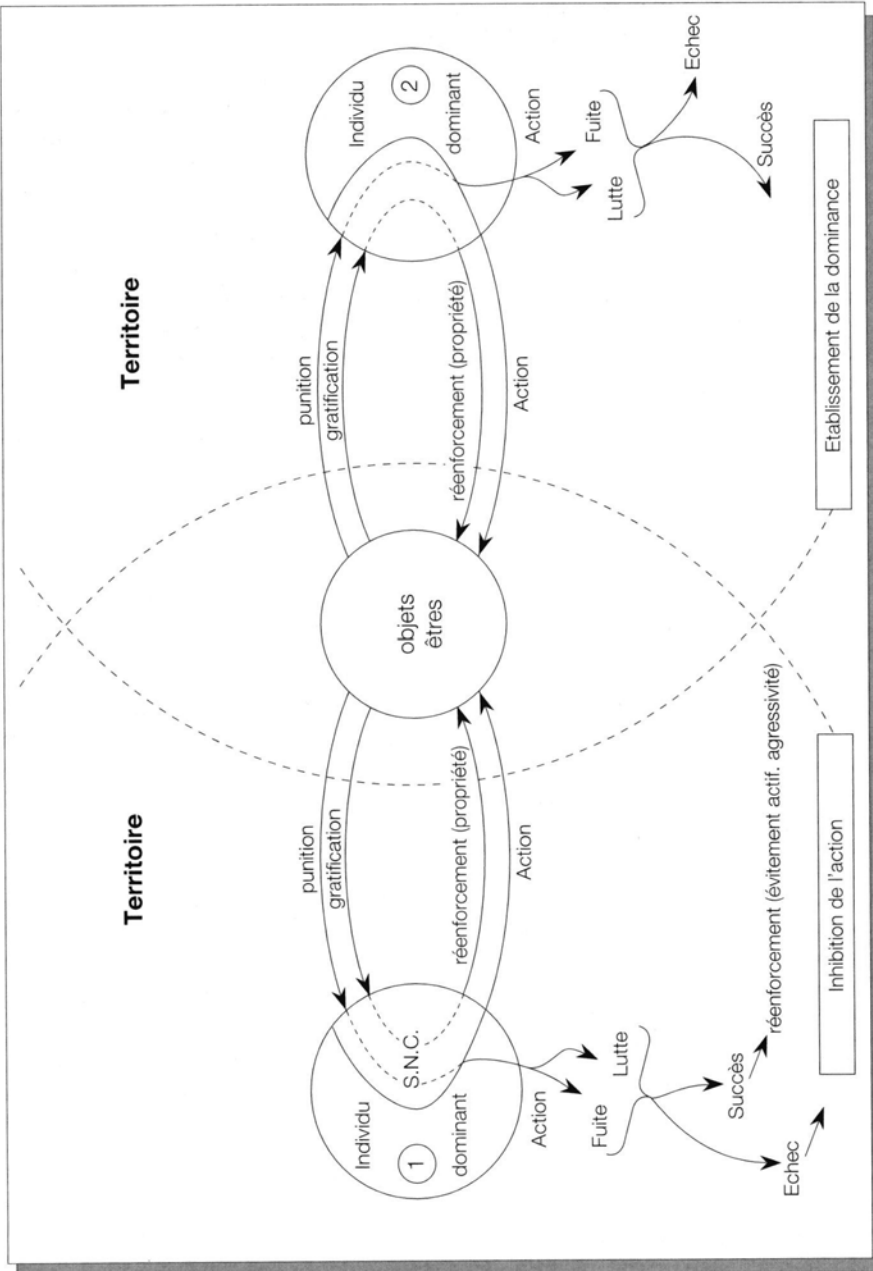 Territoire
Territoire
punition
gratification
punition
gratification
Individu
1
dominant
S.N.C.
objets
êtres
Individu
2
dominant
réenforcement (propriété)
réenforcement (propriété)
Action
Action
Action
Action
Fuite
Lutte
Lutte
Fuite
Echec
Succès
réenforcement (évitement actif. agressivité)
Succès
Echec
Inhibition de l'action
Etablissement de la dominance